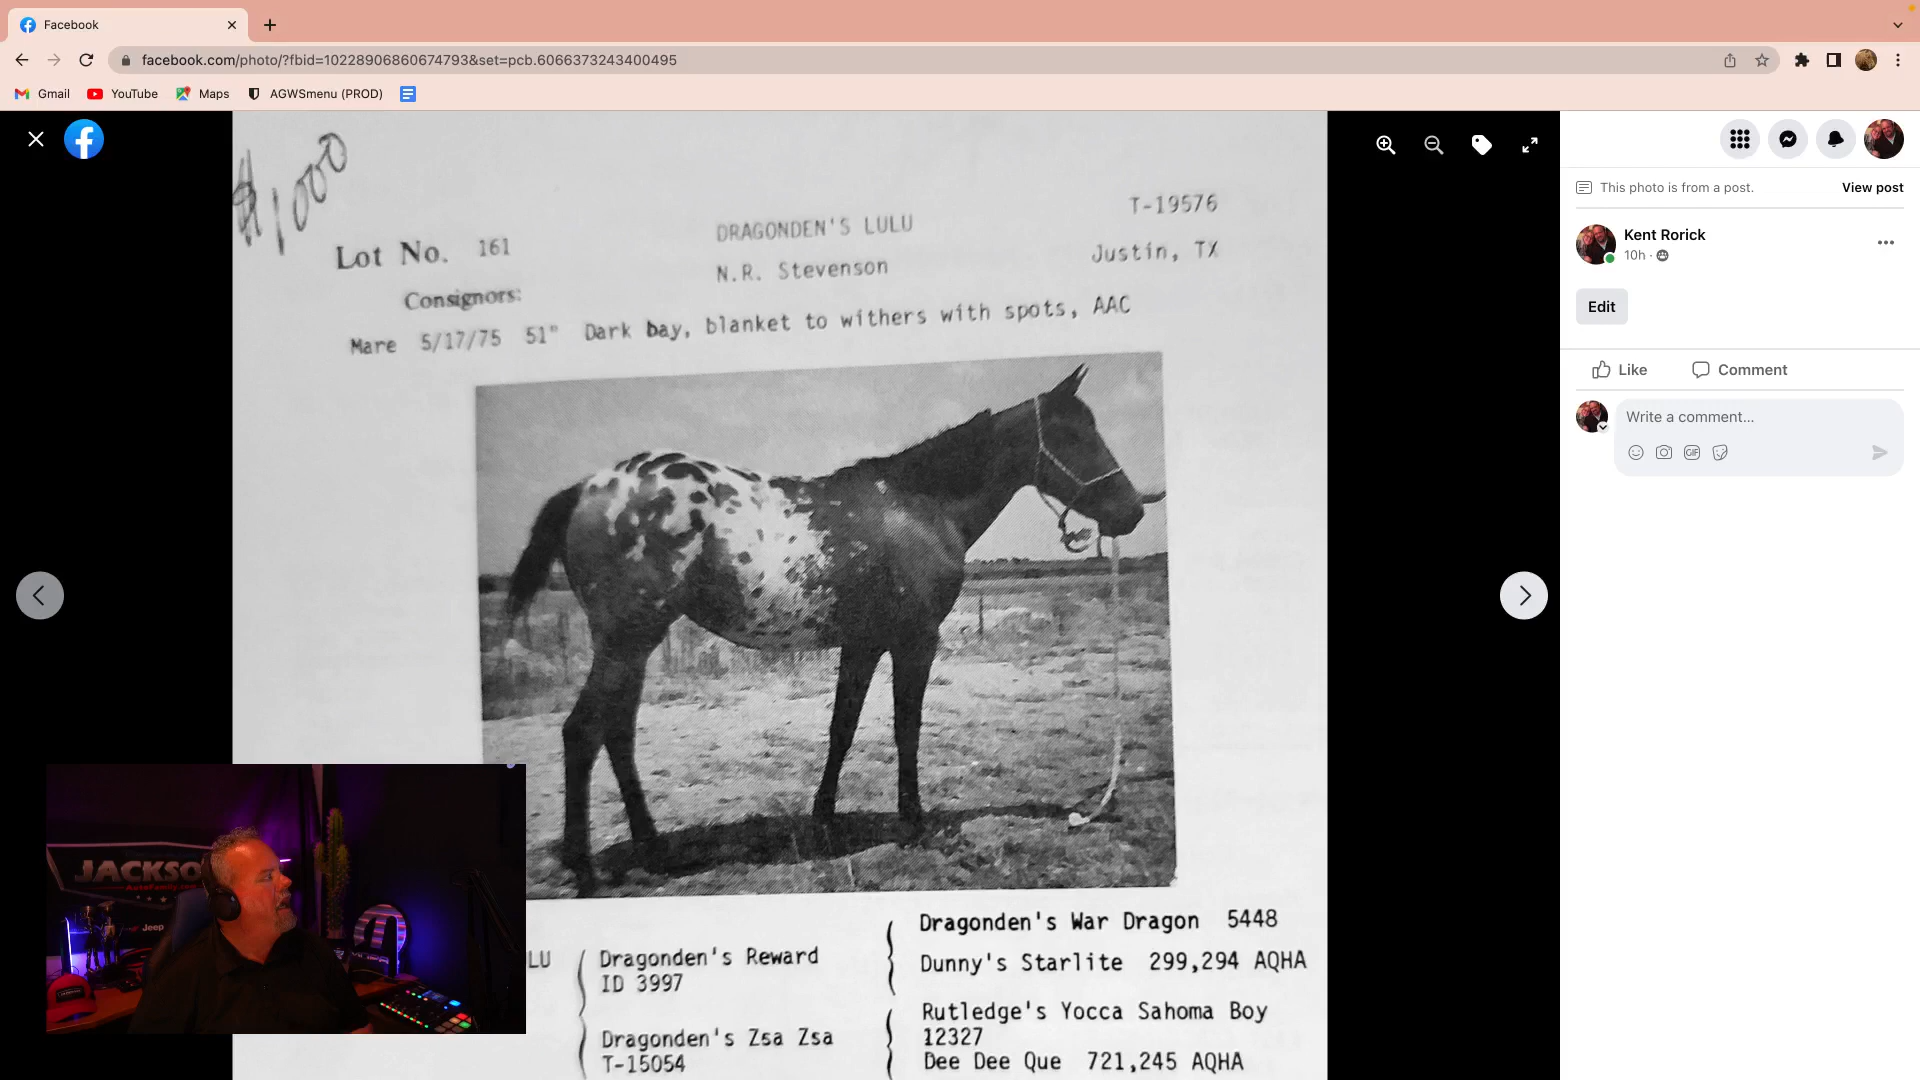 Facebook
facebook.com/photo/?fbid=10228906860674793&set=pcb.6066373243400495
Gmail
YouTube
Maps
AGWSmenu (PROD)
$1000
T-19576
DRAGONDEN'S LULU
Lot No. 161
N.R. Stevenson
Justin, TX
Consignors:
Mare 5/17/75 51" Dark bay, blanket to withers with spots, AAC
LU
Dragonden's Reward
ID 3997
Dragonden's Zsa Zsa
T-15054
Dragonden's War Dragon 5448
Dunny's Starlite 299,294 AQHA
Rutledge's Yocca Sahoma Boy
12327
Dee Dee Que 721,245 AQHA
JACKSO
AutoFamily.com
Jeep
This photo is from a post.
View post
Kent Rorick
10h ·
Edit
Like
Comment
Write a comment...
GIF